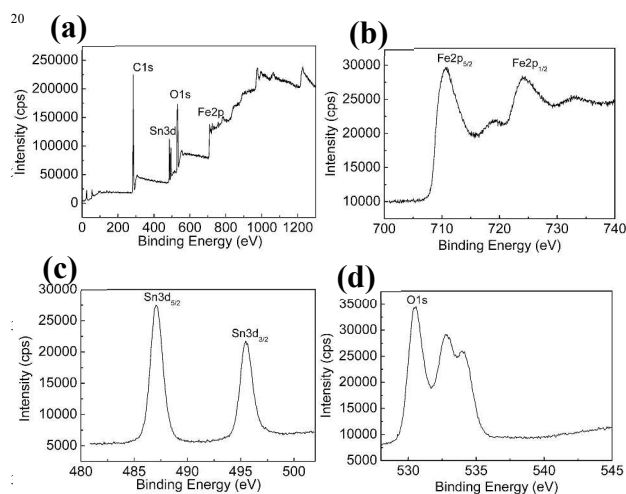 20
(a)
250000
200000
150000
100000
50000
0
Intensity (cps)
C1s
Sn3d
O1s
Fe2p
0 200 400 600 800 1000 1200
Binding Energy (eV)
(b)
30000
25000
20000
15000
10000
Intensity (cps)
Fe2p5/2
Fe2p1/2
700 710 720 730 740
Binding Energy (eV)
(c)
30000
25000
20000
15000
10000
5000
Intensity (cps)
Sn3d5/2
Sn3d3/2
480 485 490 495 500
Binding Energy (eV)
(d)
35000
30000
25000
20000
15000
10000
Intensity (cps)
O1s
528 530 535 540 545
Binding Energy (eV)